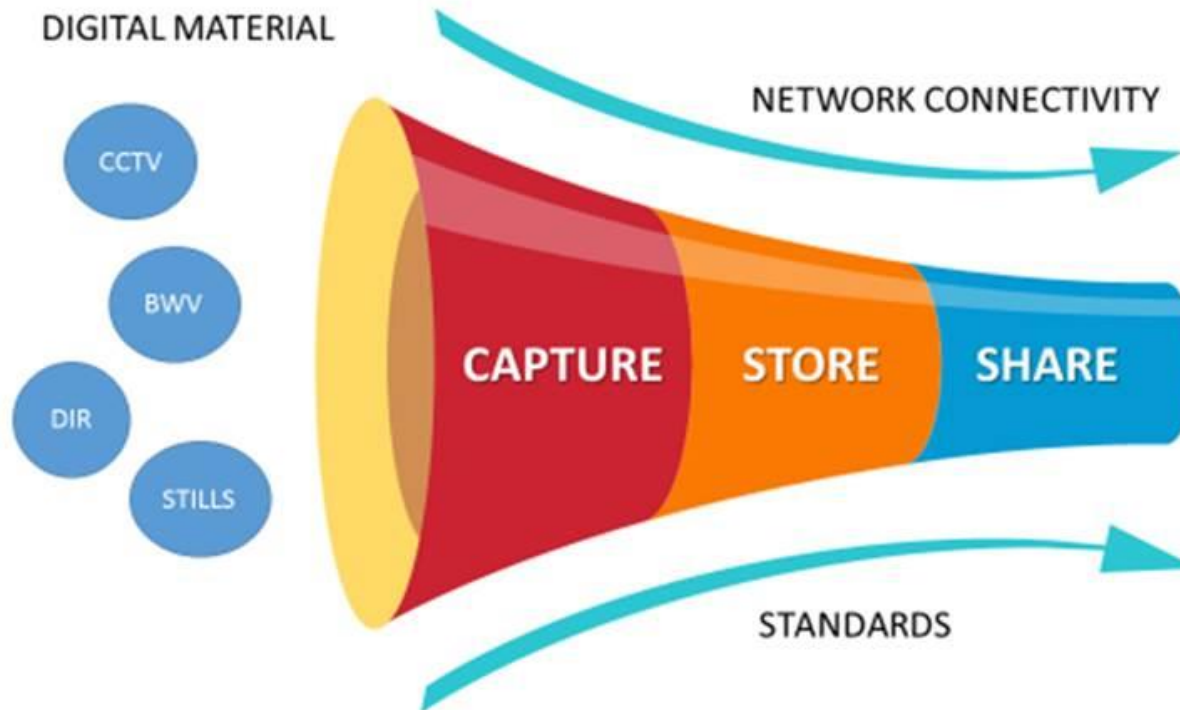 DIGITAL MATERIAL
NETWORK CONNECTIVITY
CCTV
BWV
DIR
STILLS
CAPTURE
STORE
SHARE
STANDARDS